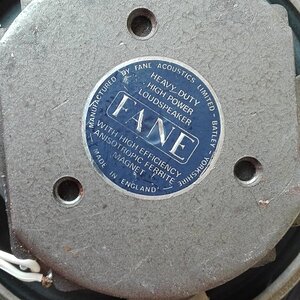 MANUFACTURED BY FANE ACOUSTICS LIMITED - BATLEY - YORKSHIRE
HEAVY DUTY
HIGH POWER
LOUDSPEAKER
FANE
WITH HIGH EFFICIENCY
ANISOTROPIC FERRITE
MAGNET
MADE IN ENGLAND